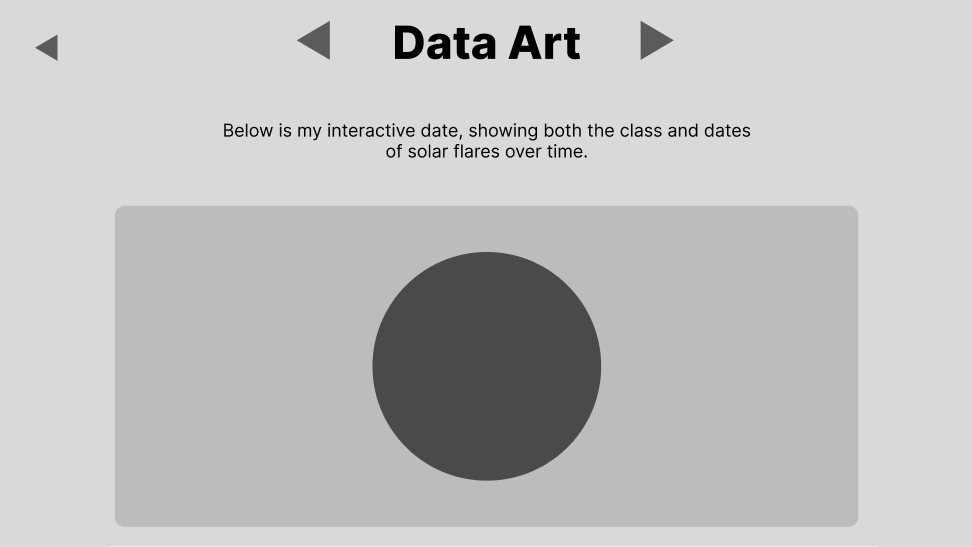 Data Art
Below is my interactive date, showing both the class and dates
of solar flares over time.